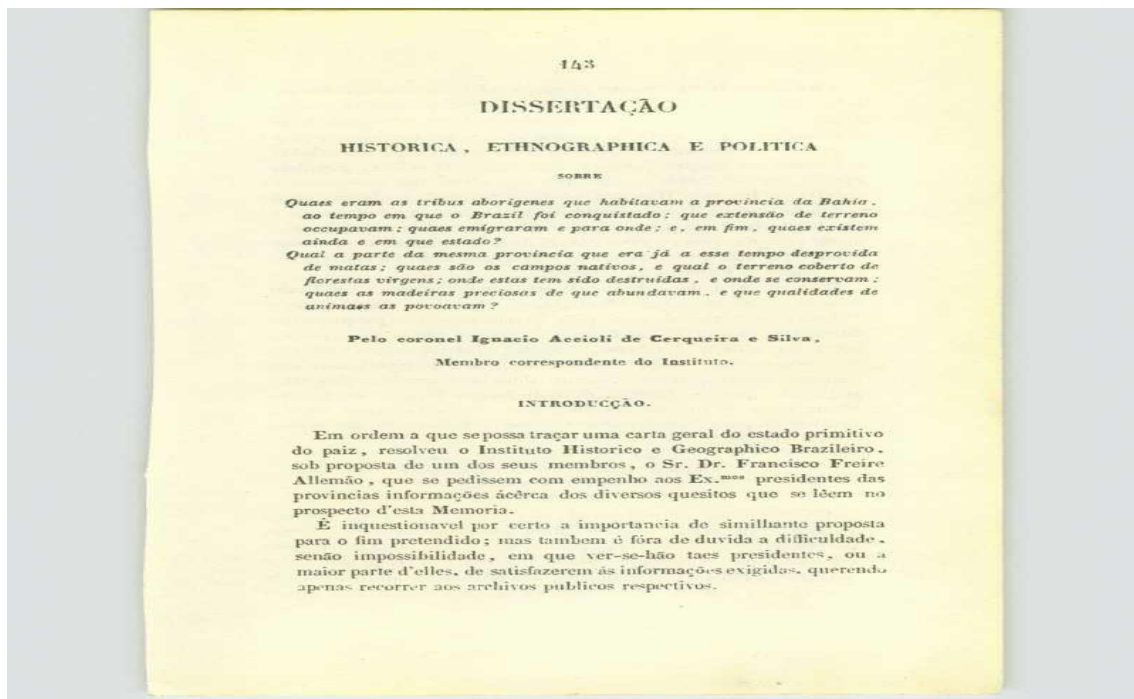 143
DISSERTAÇÃO
HISTORICA, ETHNOGRAPHICA E POLITICA
SOBRE
Quaes eram as tribus aborigenes que habitavam a provincia da Bahia,
ao tempo em que o Brazil foi conquistado; que extensão de terreno
occupavam; quaes emigraram e para onde; e, em fim, quaes existem
ainda e em que estado?
Qual a parte da mesma provincia que era já a esse tempo desprovida
de matas; quaes são os campos nativos, e qual o terreno coberto de
florestas virgens; onde estas tem sido destruidas, e onde se conservam;
quaes as madeiras preciosas de que abundavam, e que qualidades de
animaes as povoavam?
Pelo coronel Ignacio Accioli de Cerqueira e Silva,
Membro correspondente do Instituto.
INTRODUCÇÃO.
Em ordem a que se possa traçar uma carta geral do estado primitivo
do paiz, resolveu o Instituto Historico e Geographico Brazileiro,
sob proposta de um dos seus membros, o Sr. Dr. Francisco Freire
Allemão, que se pedissem com empenho aos Ex.mos presidentes das
provincias informações ácêrca dos diversos quesitos que se lêem no
prospecto d'esta Memoria.
É inquestionavel por certo a importancia de similhante proposta
para o fim pretendido; mas tambem é fóra de duvida a difficuldade,
senão impossibilidade, em que ver-se-hão taes presidentes, ou a
maior parte d'elles, de satisfazerem ás informações exigidas, querendo
apenas recorrer aos archivos publicos respectivos.